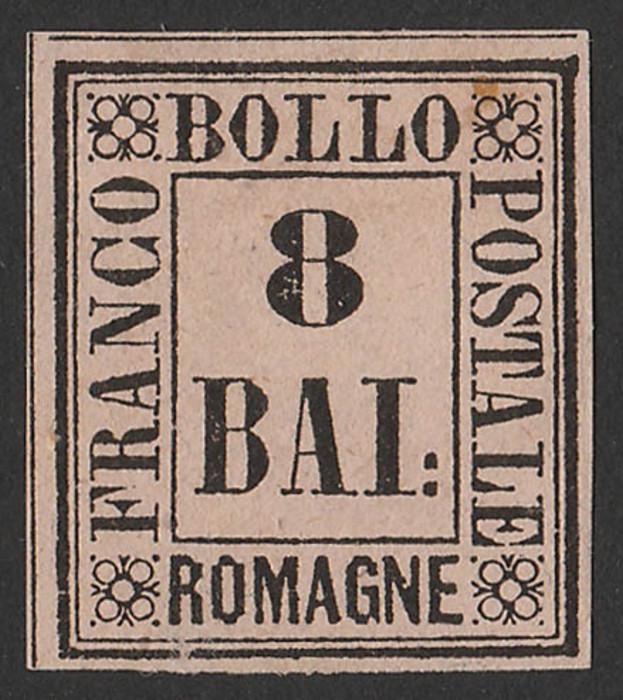 FRANCO
BOLLO
POSTALE
8
BAI:
ROMAGNE